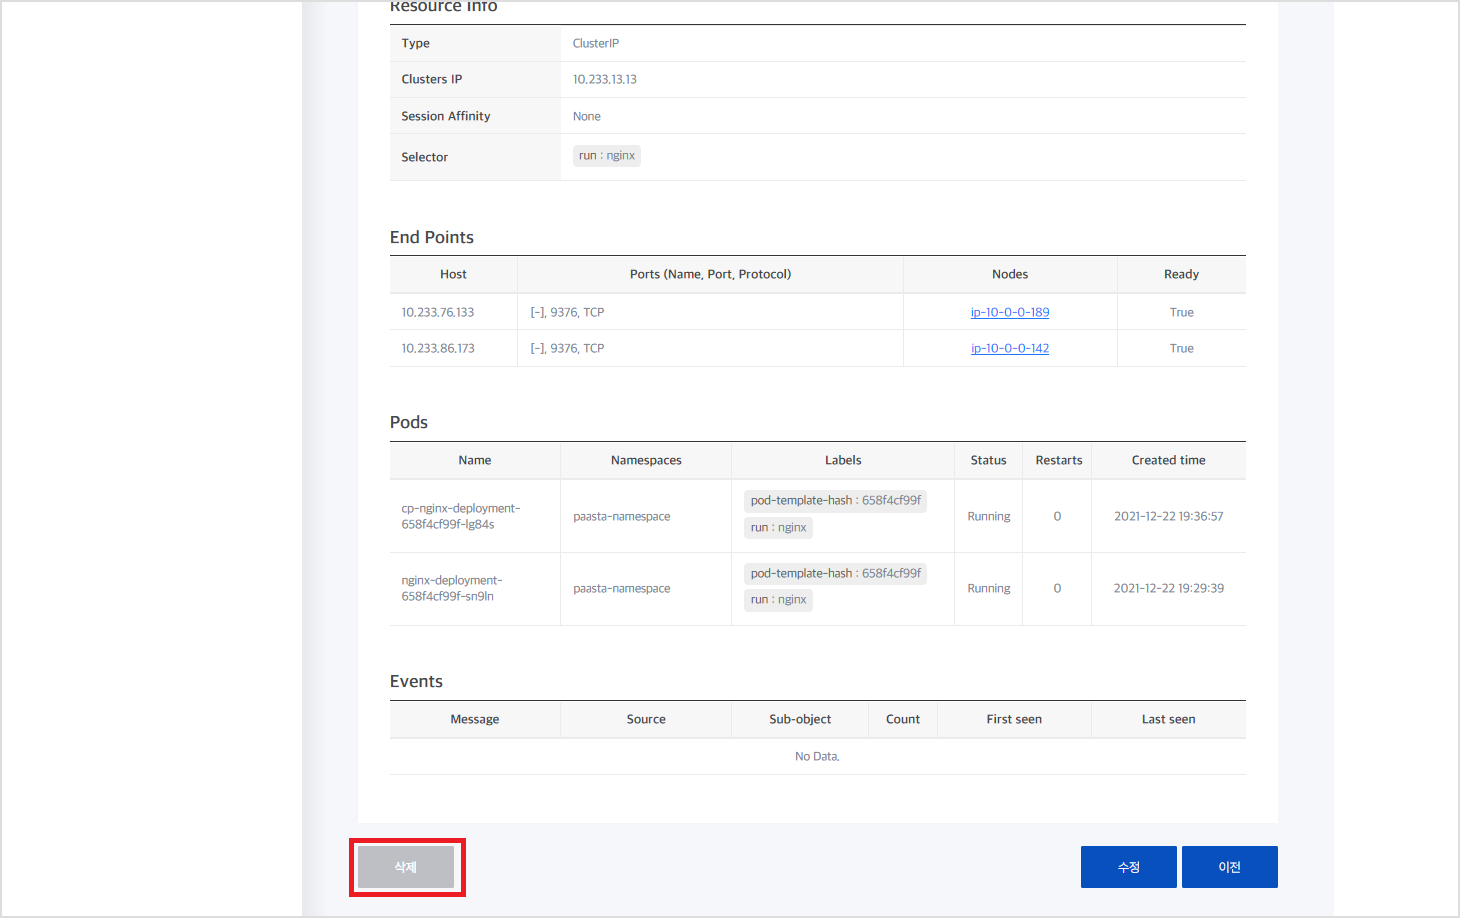 Resource Info
Type ClusterIP
Clusters IP 10.233.13.13
Session Affinity None
Selector run : nginx
End Points
Host Ports (Name, Port, Protocol) Nodes Ready
10.233.76.133 [-], 9376, TCP ip-10-0-0-189 True
10.233.86.173 [-], 9376, TCP ip-10-0-0-142 True
Pods
Name Namespaces Labels Status Restarts Created time
cp-nginx-deployment-658f4cf99f-lg84s paasta-namespace pod-template-hash : 658f4cf99f run : nginx Running 0 2021-12-22 19:36:57
nginx-deployment-658f4cf99f-sn9ln paasta-namespace pod-template-hash : 658f4cf99f run : nginx Running 0 2021-12-22 19:29:39
Events
Message Source Sub-object Count First seen Last seen
No Data.
삭제 수정 이전